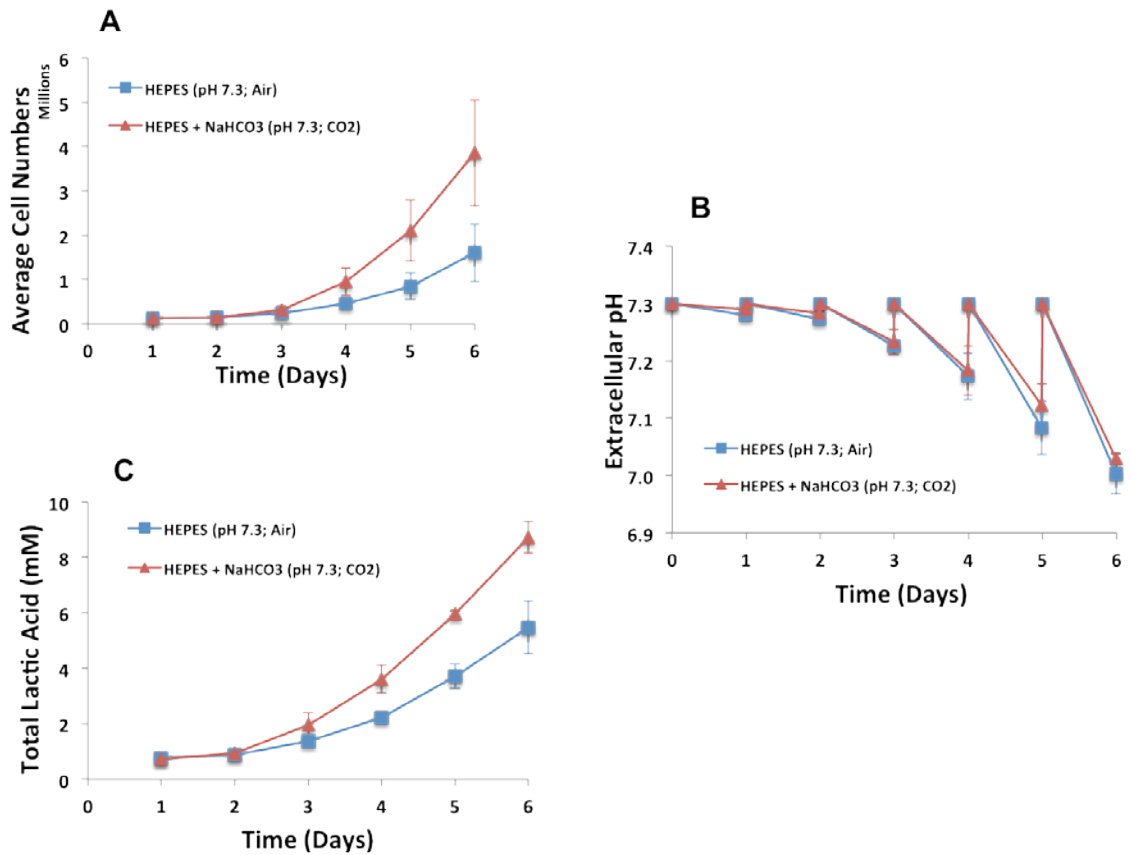 A
Average Cell Numbers
Millions
6
5
4
3
2
1
0
HEPES (pH 7.3; Air)
HEPES + NaHCO3 (pH 7.3; CO2)
0 1 2 3 4 5 6
Time (Days)
B
Extracellular pH
7.4
7.3
7.2
7.1
7.0
6.9
HEPES (pH 7.3; Air)
HEPES + NaHCO3 (pH 7.3; CO2)
0 1 2 3 4 5 6
Time (Days)
C
Total Lactic Acid (mM)
10
8
6
4
2
0
HEPES (pH 7.3; Air)
HEPES + NaHCO3 (pH 7.3; CO2)
0 1 2 3 4 5 6
Time (Days)